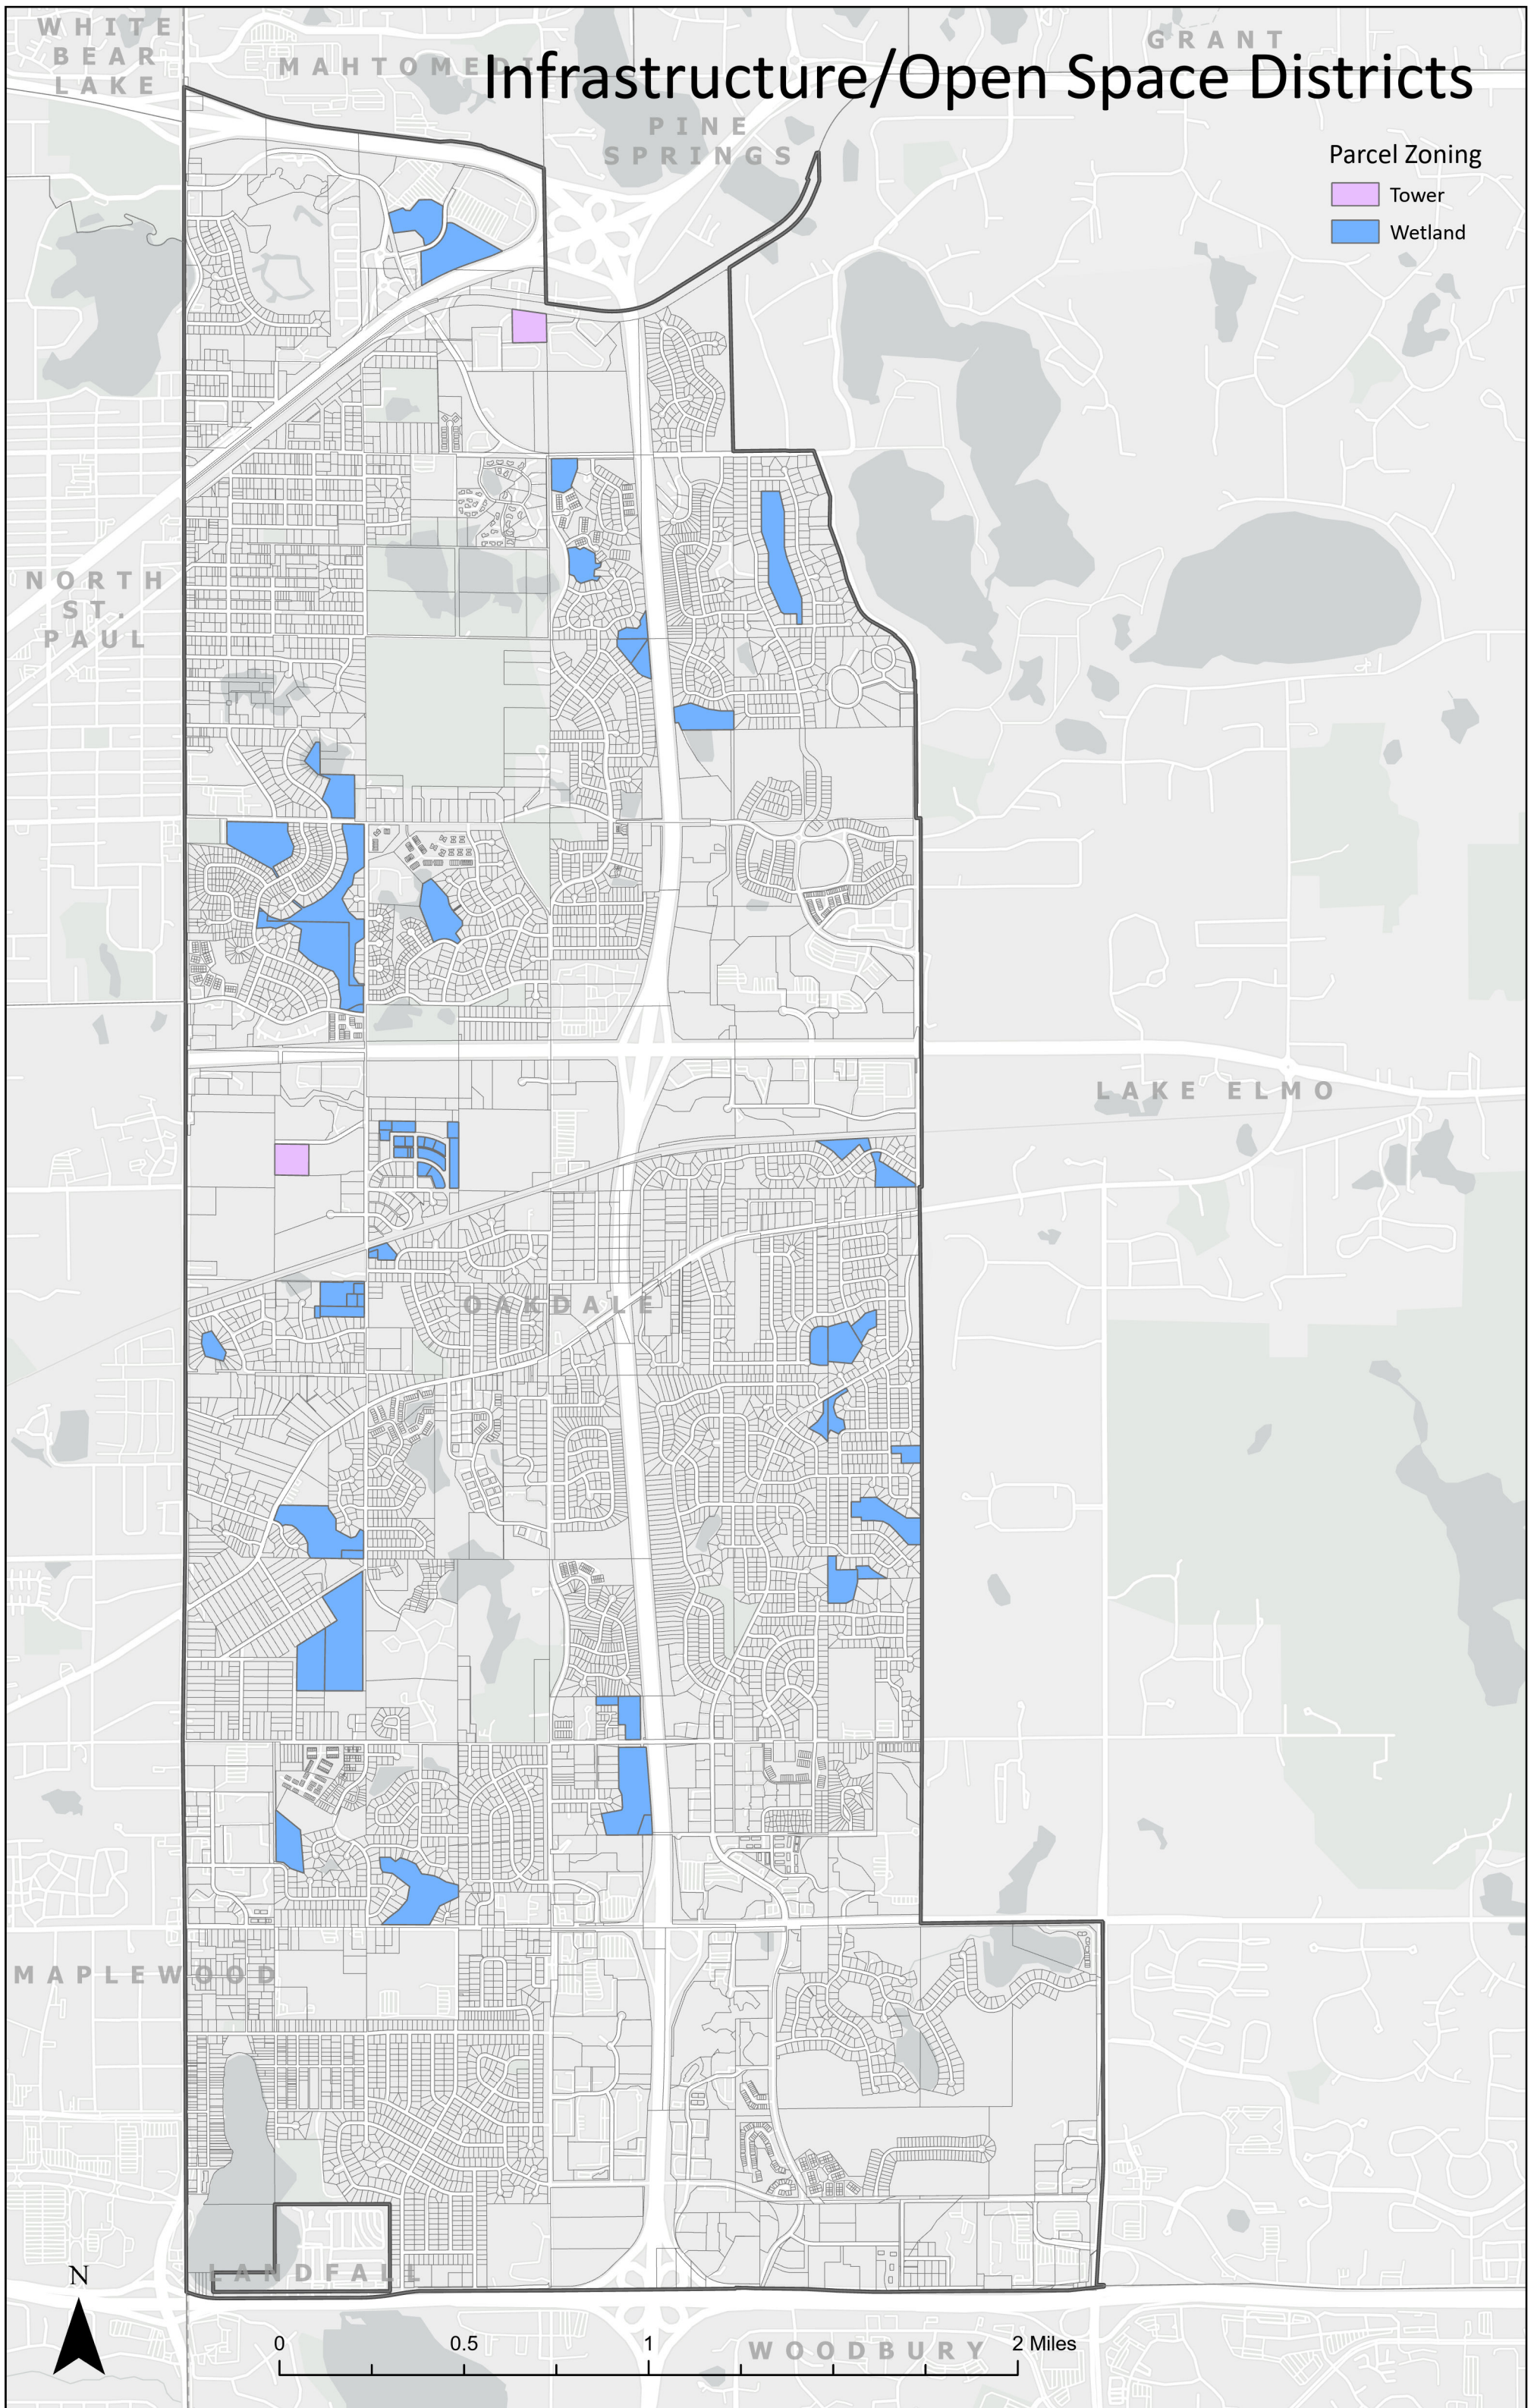 WHITE
BEAR
LAKE
MAHTOMEDI
GRANT
Infrastructure/Open Space Districts
PINE
SPRINGS
Parcel Zoning
Tower
Wetland
NORTH
ST.
PAUL
LAKE ELMO
OAKDALE
MAPLEWOOD
LANDFALL
N
0
0.5
1
2 Miles
WOODBURY